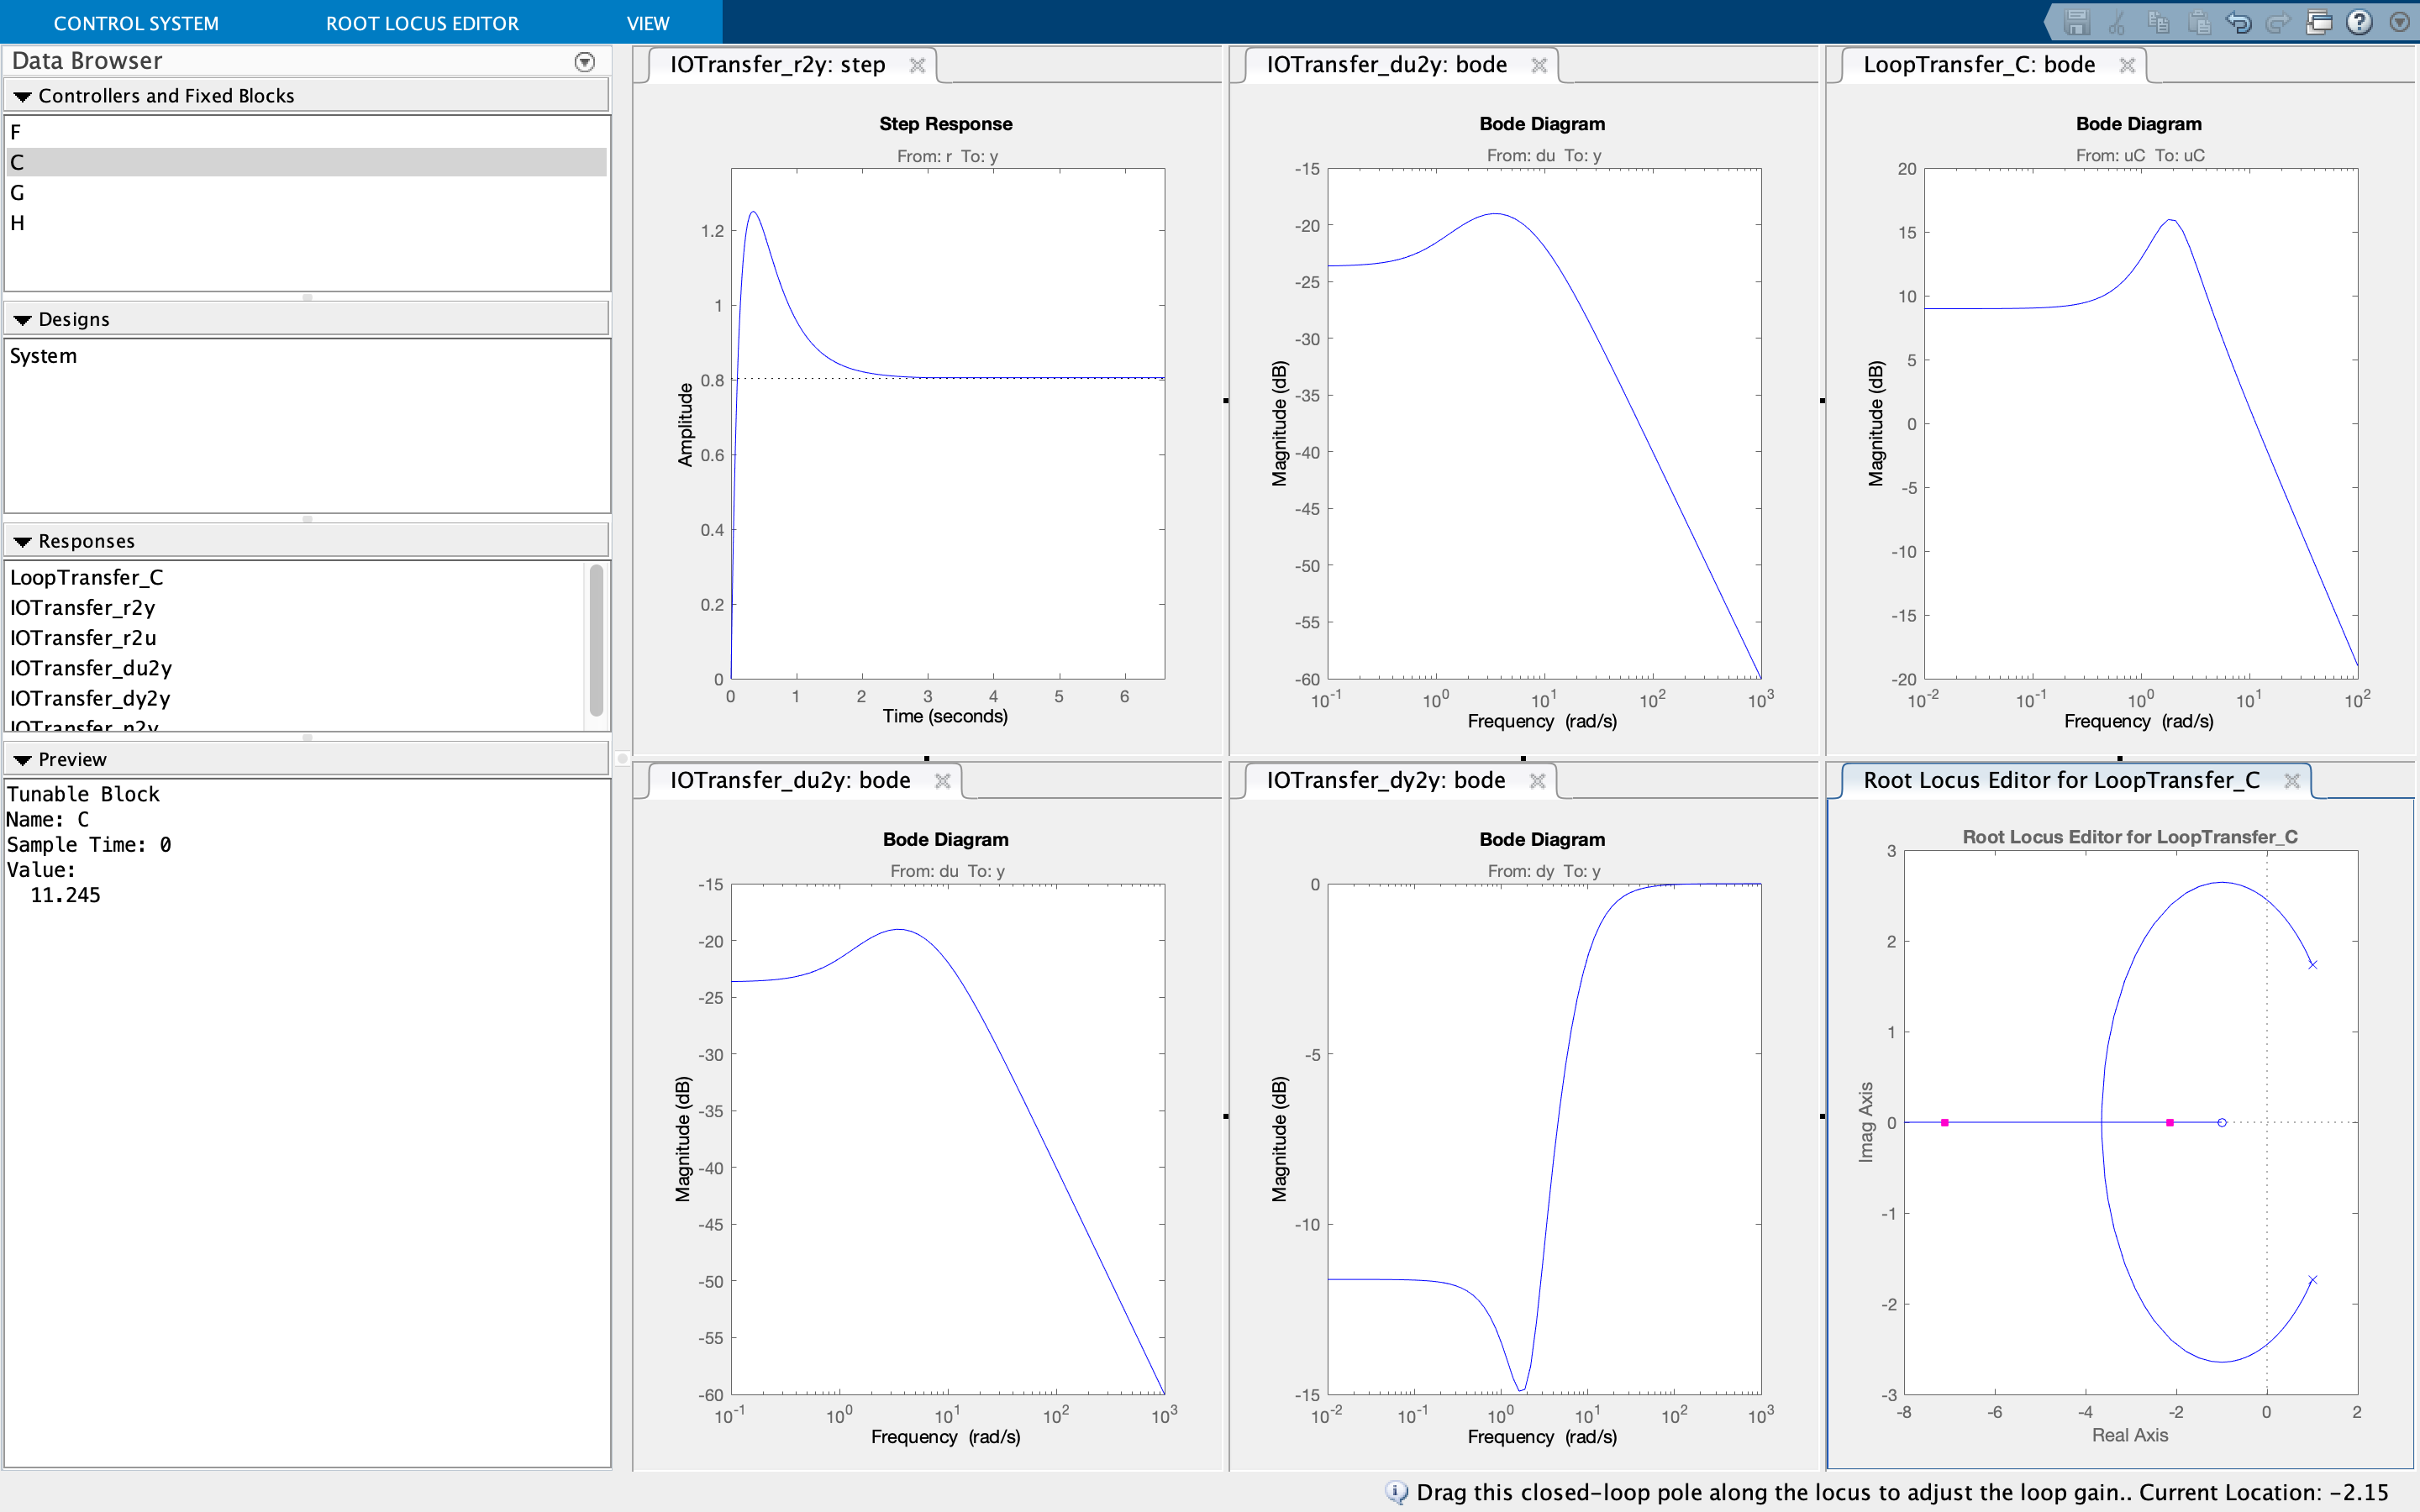 CONTROL SYSTEM ROOT LOCUS EDITOR VIEW
Data Browser
Controllers and Fixed Blocks
F
C
G
H
Designs
System
Responses
LoopTransfer_C
IOTransfer_r2y
IOTransfer_r2u
IOTransfer_du2y
IOTransfer_dy2y
IOTransfer_n2y
Preview
Tunable Block
Name: C
Sample Time: 0
Value:
11.245
IOTransfer_r2y: step
Step Response
From: r To: y
1.2
1
0.8
0.6
0.4
0.2
0
Amplitude
0 1 2 3 4 5 6
Time (seconds)
IOTransfer_du2y: bode
Bode Diagram
From: du To: y
-15
-20
-25
-30
-35
-40
-45
-50
-55
-60
Magnitude (dB)
10^-1 10^0 10^1 10^2 10^3
Frequency (rad/s)
LoopTransfer_C: bode
Bode Diagram
From: uC To: uC
20
15
10
5
0
-5
-10
-15
-20
Magnitude (dB)
10^-2 10^-1 10^0 10^1 10^2
Frequency (rad/s)
IOTransfer_du2y: bode
Bode Diagram
From: du To: y
-15
-20
-25
-30
-35
-40
-45
-50
-55
-60
Magnitude (dB)
10^-1 10^0 10^1 10^2 10^3
Frequency (rad/s)
IOTransfer_dy2y: bode
Bode Diagram
From: dy To: y
0
-5
-10
-15
Magnitude (dB)
10^-2 10^-1 10^0 10^1 10^2 10^3
Frequency (rad/s)
Root Locus Editor for LoopTransfer_C
Root Locus Editor for LoopTransfer_C
3
2
1
0
-1
-2
-3
Imag Axis
-8 -6 -4 -2 0 2
Real Axis
Drag this closed-loop pole along the locus to adjust the loop gain.. Current Location: -2.15